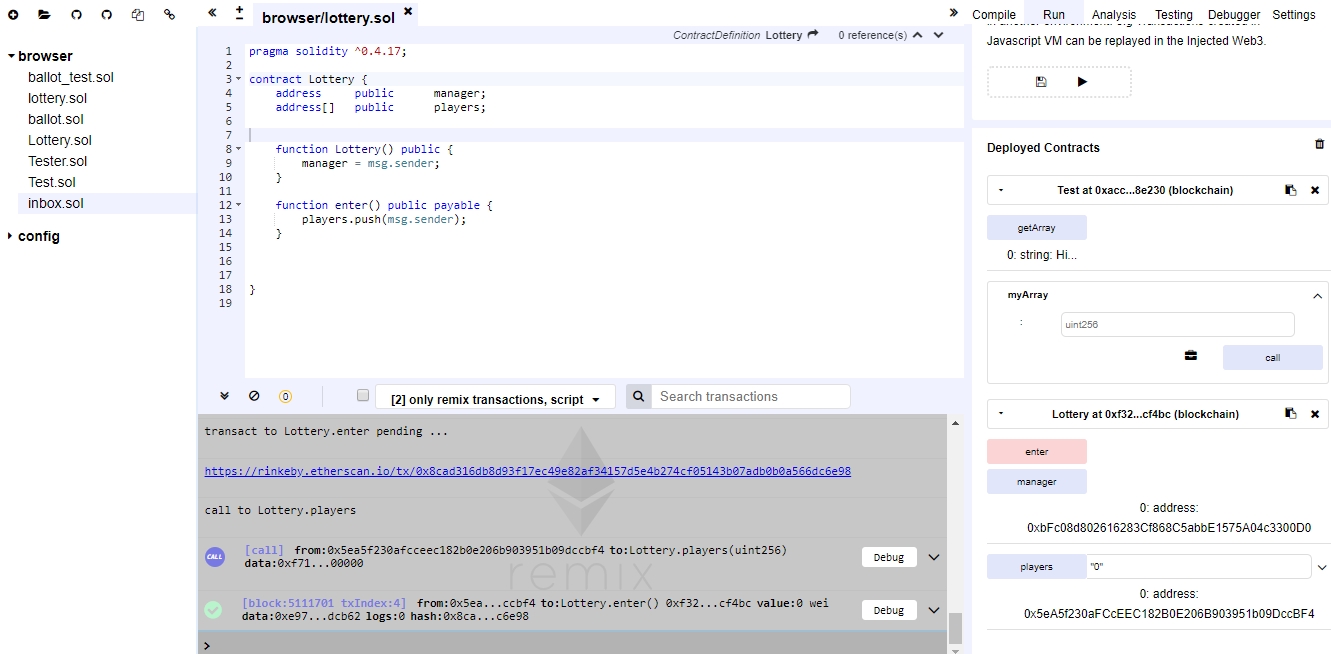 browser/lottery.sol
Compile Run Analysis Testing Debugger Settings
browser
ballot_test.sol
lottery.sol
ballot.sol
Lottery.sol
Tester.sol
Test.sol
inbox.sol
config
ContractDefinition Lottery 0 reference(s)
1 pragma solidity ^0.4.17;
2
3 contract Lottery {
4 address public manager;
5 address[] public players;
6
7
8 function Lottery() public {
9 manager = msg.sender;
10 }
11
12 function enter() public payable {
13 players.push(msg.sender);
14 }
15
16
17
18 }
19
0 [2] only remix transactions, script Search transactions
transact to Lottery.enter pending ...
https://rinkeby.etherscan.io/tx/0x8cad316db8d93f17ec49e82af34157d5e4b274cf05143b07adb0b0a566dc6e98
call to Lottery.players
CALL [call] from:0x5ea5f230afcceec182b0e206b903951b09dccbf4 to:Lottery.players(uint256)
data:0xf71...00000
Debug
remix
[block:5111701 txIndex:4] from:0x5ea...ccbf4 to:Lottery.enter() 0xf32...cf4bc value:0 wei
data:0xe97...dcb62 logs:0 hash:0x8ca...c6e98
Debug
>
Javascript VM can be replayed in the Injected Web3.
Deployed Contracts
Test at 0xacc...8e230 (blockchain)
getArray
0: string: Hi...
myArray
: uint256
call
Lottery at 0xf32...cf4bc (blockchain)
enter
manager
0: address:
0xbFc08d802616283Cf868C5abbE1575A04c3300D0
players "0"
0: address:
0x5eA5f230aFCcEEC182B0E206B903951b09DccBF4